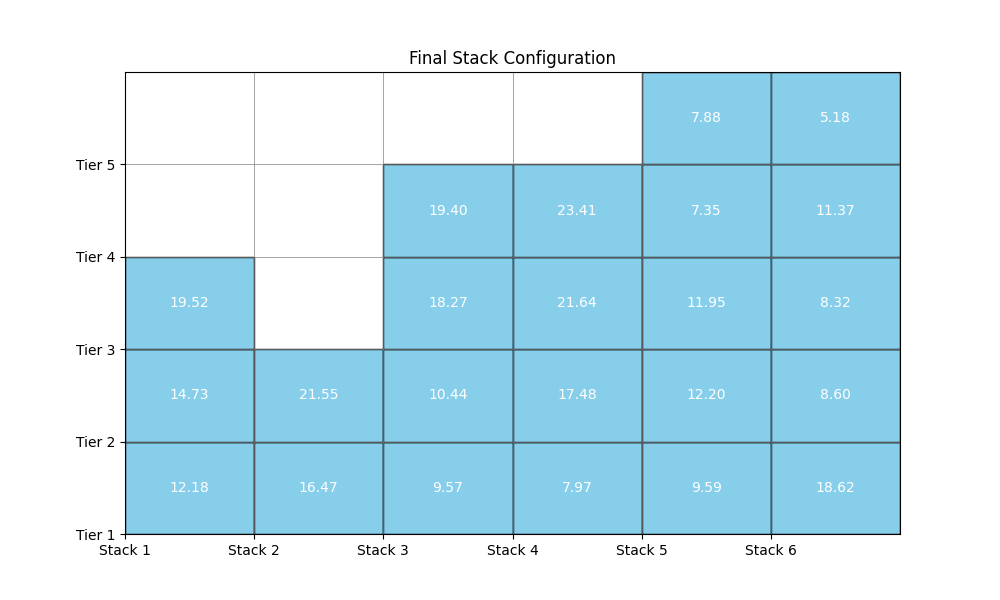 Final Stack Configuration
7.88 5.18
Tier 5
19.40 23.41 7.35 11.37
Tier 4
19.52 18.27 21.64 11.95 8.32
Tier 3
14.73 21.55 10.44 17.48 12.20 8.60
Tier 2
12.18 16.47 9.57 7.97 9.59 18.62
Tier 1
Stack 1 Stack 2 Stack 3 Stack 4 Stack 5 Stack 6